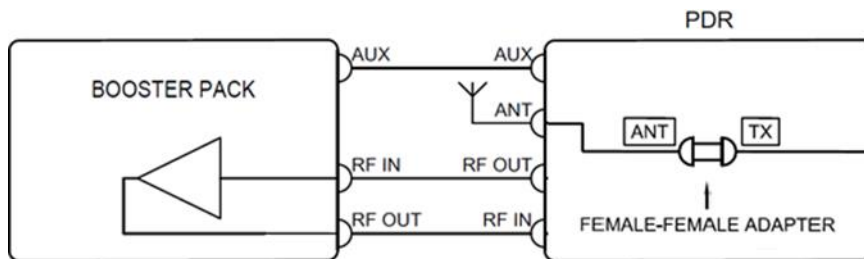 PDR
BOOSTER PACK
AUX
AUX
ANT
ANT
TX
RF IN
RF OUT
RF OUT
RF IN
FEMALE-FEMALE ADAPTER